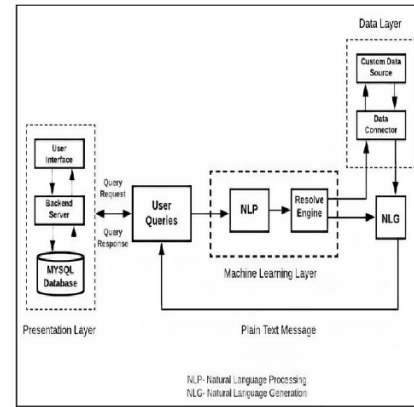 Data Layer
Custom Data
Source
Data
Connector
User
Interface
Backend
Server
MYSQL
Database
Presentation Layer
Query
Request
Query
Response
User
Queries
NLP
Resolve
Engine
Machine Learning Layer
NLG
Plain Text Message
NLP- Natural Language Processing
NLG- Natural Language Generation